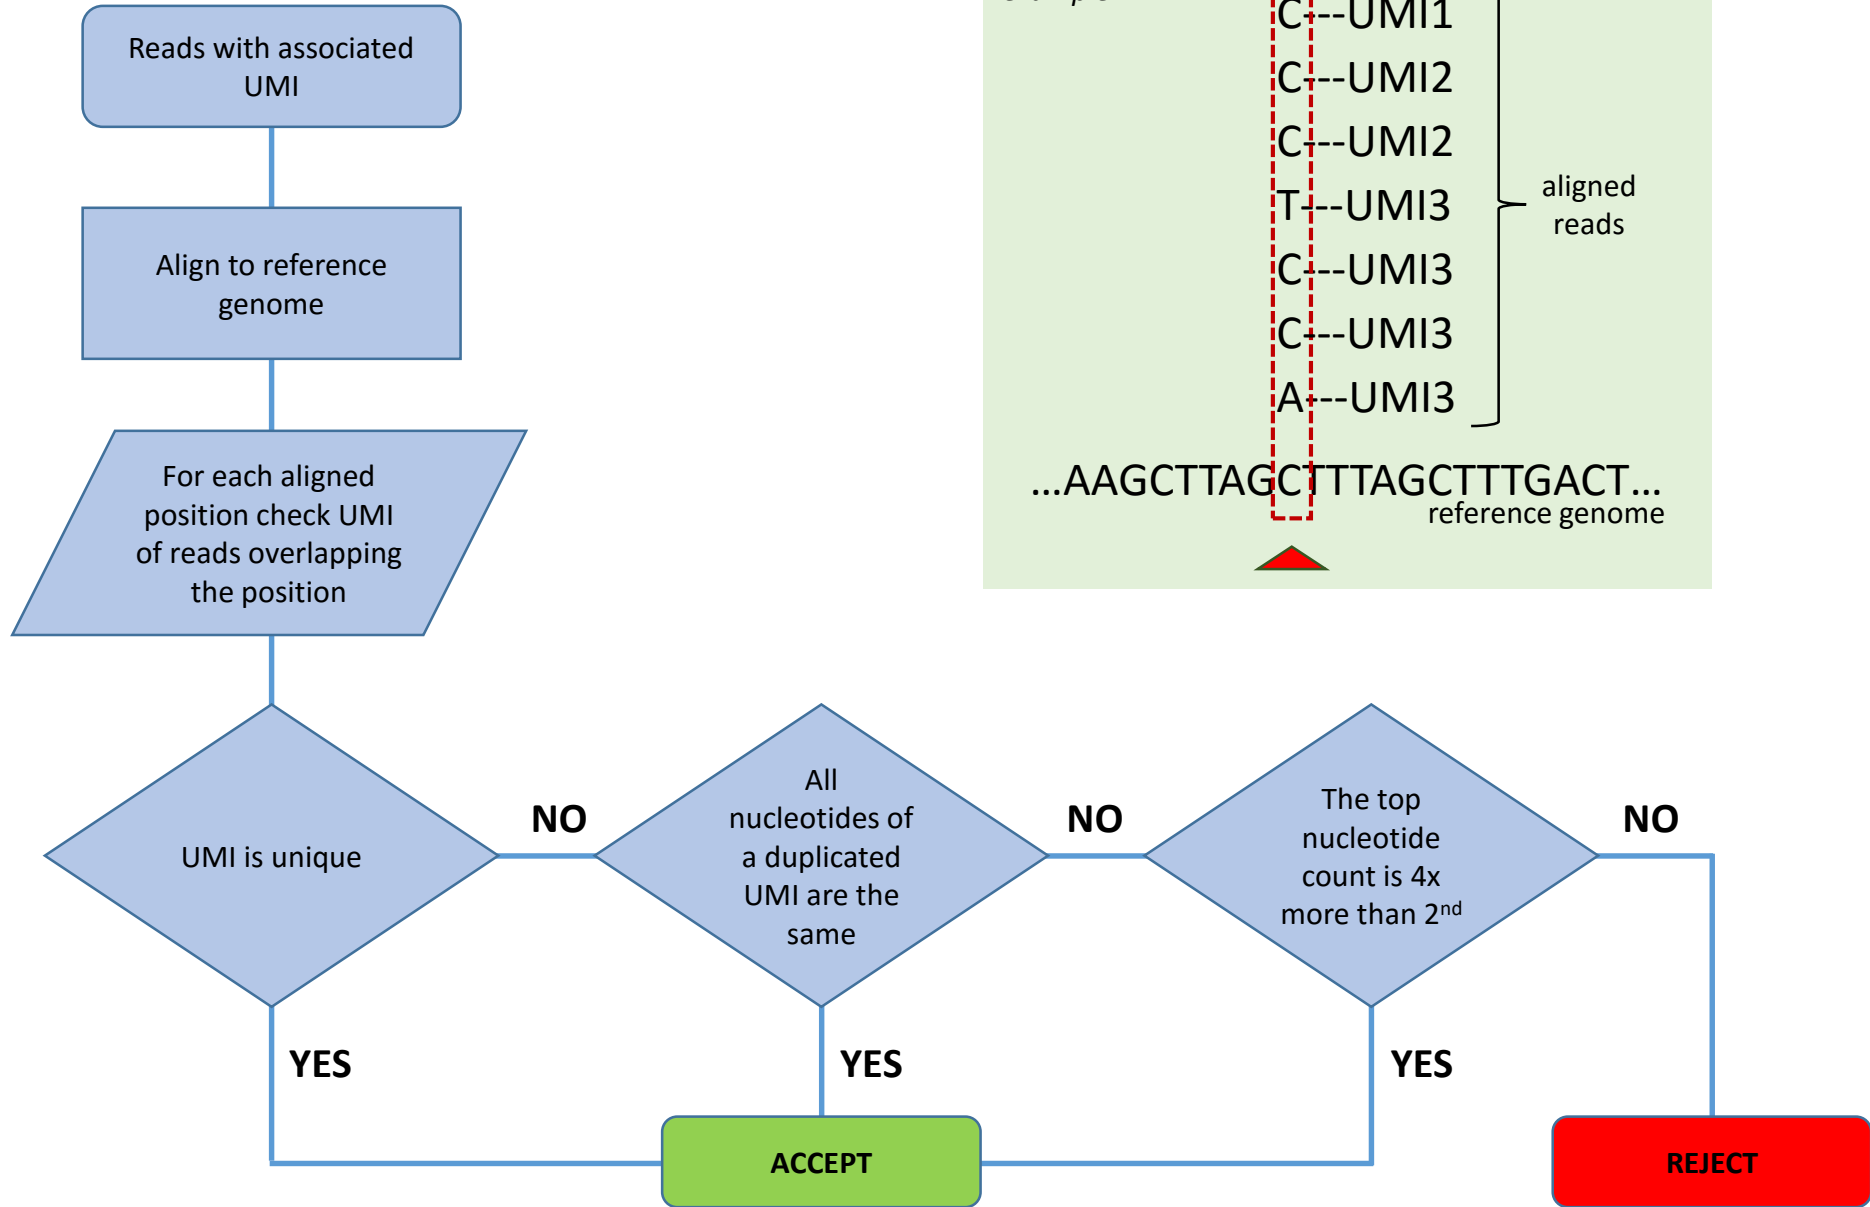 Reads with associated
UMI
Align to reference
genome
For each aligned
position check UMI
of reads overlapping
the position
C---UMI1
C---UMI2
C---UMI2
T---UMI3
C---UMI3
C---UMI3
A---UMI3
aligned
reads
...AAGCTTAGCTTTAGCTTTGACT...
reference genome
UMI is unique
NO
All
nucleotides of
a duplicated
UMI are the
same
NO
The top
nucleotide
count is 4x
more than 2nd
NO
YES
YES
YES
ACCEPT
REJECT